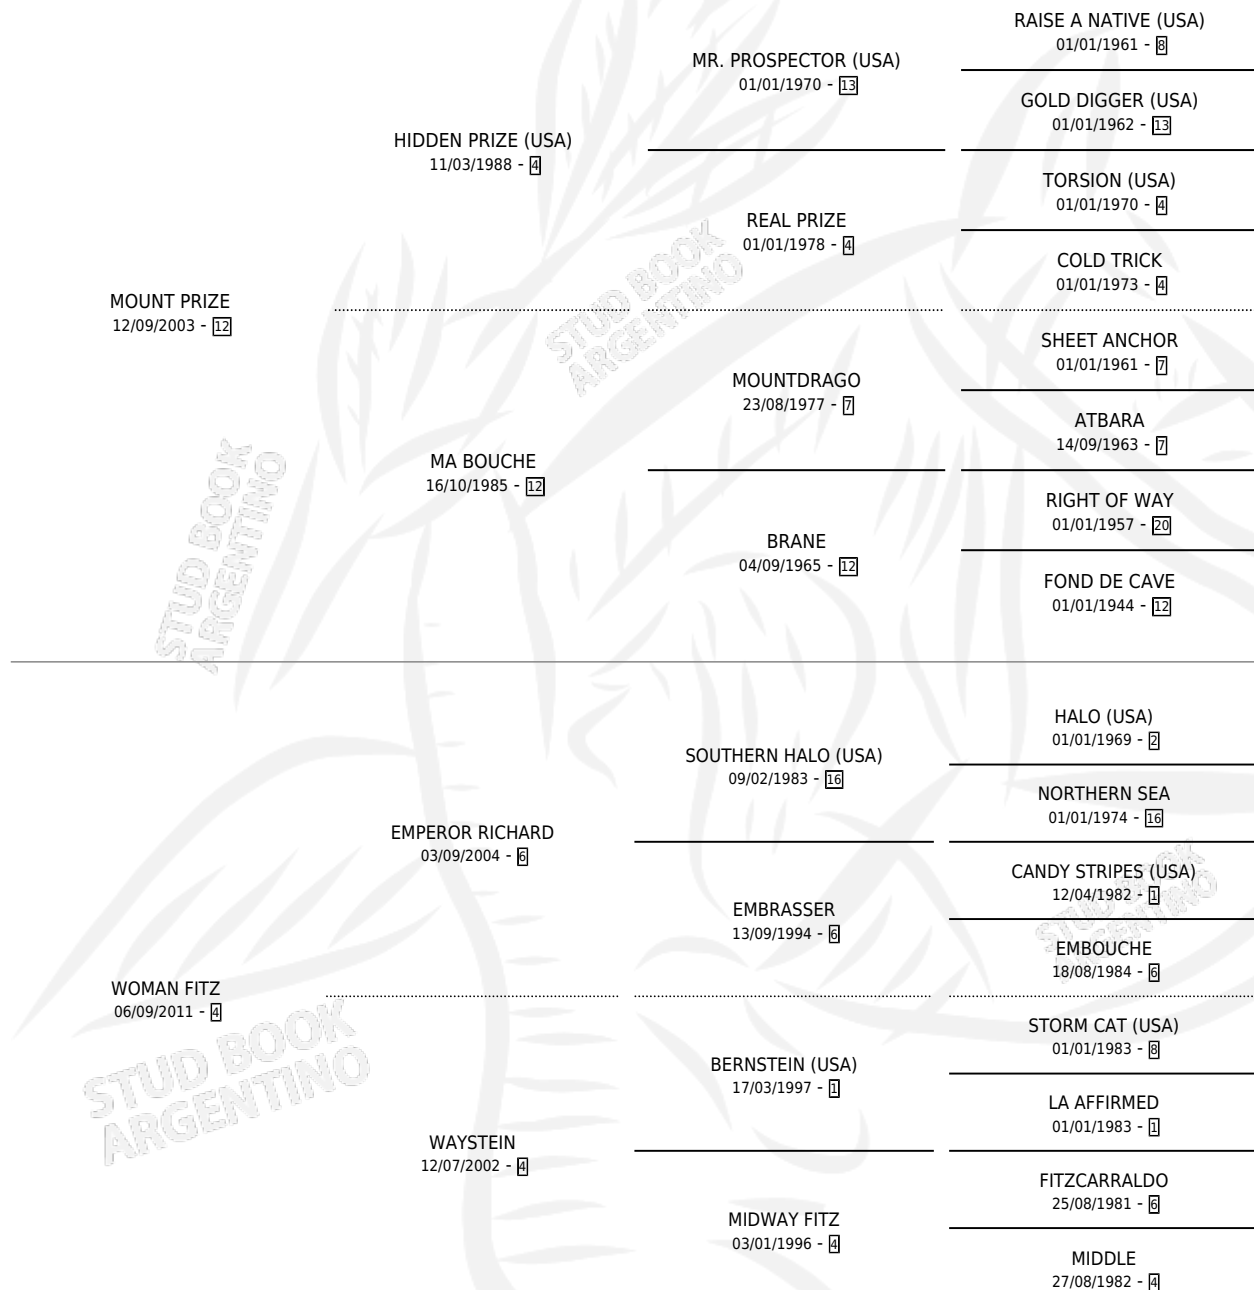 RAISE A NATIVE (USA)
01/01/1961 - 8
MR. PROSPECTOR (USA)
01/01/1970 - 13
GOLD DIGGER (USA)
01/01/1962 - 13
HIDDEN PRIZE (USA)
11/03/1988 - 4
TORSION (USA)
01/01/1970 - 4
REAL PRIZE
01/01/1978 - 4
COLD TRICK
01/01/1973 - 4
MOUNT PRIZE
12/09/2003 - 12
SHEET ANCHOR
01/01/1961 - 7
MOUNTDRAGO
23/08/1977 - 7
ATBARA
14/09/1963 - 7
MA BOUCHE
16/10/1985 - 12
RIGHT OF WAY
01/01/1957 - 20
BRANE
04/09/1965 - 12
FOND DE CAVE
01/01/1944 - 12
STUD BOOK
ARGENTINO
STUD BOOK
ARGENTINO
HALO (USA)
01/01/1969 - 2
SOUTHERN HALO (USA)
09/02/1983 - 16
NORTHERN SEA
01/01/1974 - 16
EMPEROR RICHARD
03/09/2004 - 6
CANDY STRIPES (USA)
12/04/1982 - 1
EMBRASSER
13/09/1994 - 6
EMBOUCHE
18/08/1984 - 6
WOMAN FITZ
06/09/2011 - 4
STORM CAT (USA)
01/01/1983 - 8
BERNSTEIN (USA)
17/03/1997 - 1
LA AFFIRMED
01/01/1983 - 1
WAYSTEIN
12/07/2002 - 4
FITZCARRALDO
25/08/1981 - 6
MIDWAY FITZ
03/01/1996 - 4
MIDDLE
27/08/1982 - 4
STUD BOOK
ARGENTINO
STUD BOOK
ARGENTINO